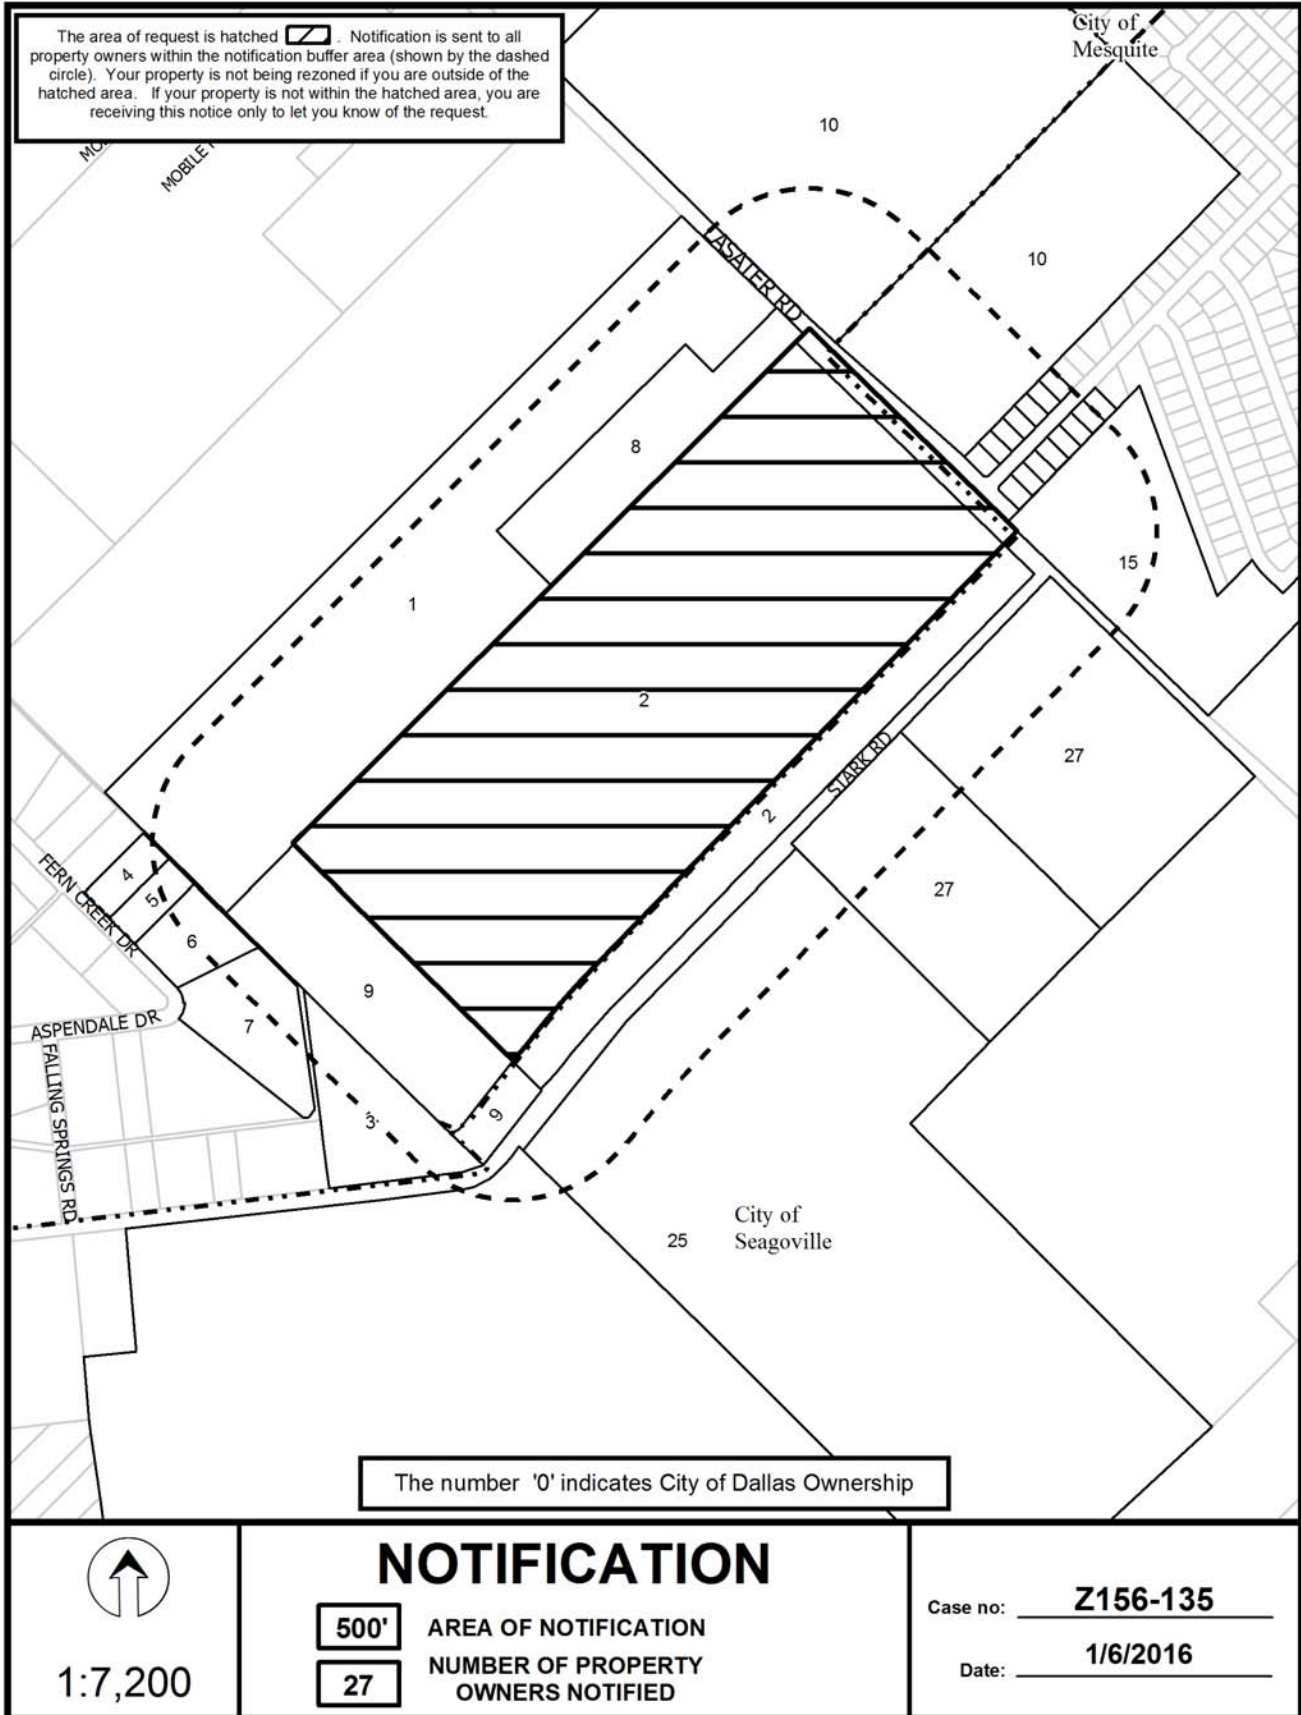 The area of request is hatched . Notification is sent to all
property owners within the notification buffer area (shown by the dashed
circle). Your property is not being rezoned if you are outside of the
hatched area. If your property is not within the hatched area, you are
receiving this notice only to let you know of the request.
City of
Mesquite
10
MOBILE
10
8
1
15
2
STARK RD
27
2
27
4
FERN CREEK DR
5
6
9
7
ASPENDALE DR
FALLING SPRINGS RD
3
9
City of
Seagoville
25
The number '0' indicates City of Dallas Ownership
1:7,200
NOTIFICATION
500' AREA OF NOTIFICATION
27 NUMBER OF PROPERTY
OWNERS NOTIFIED
Case no: Z156-135
Date: 1/6/2016